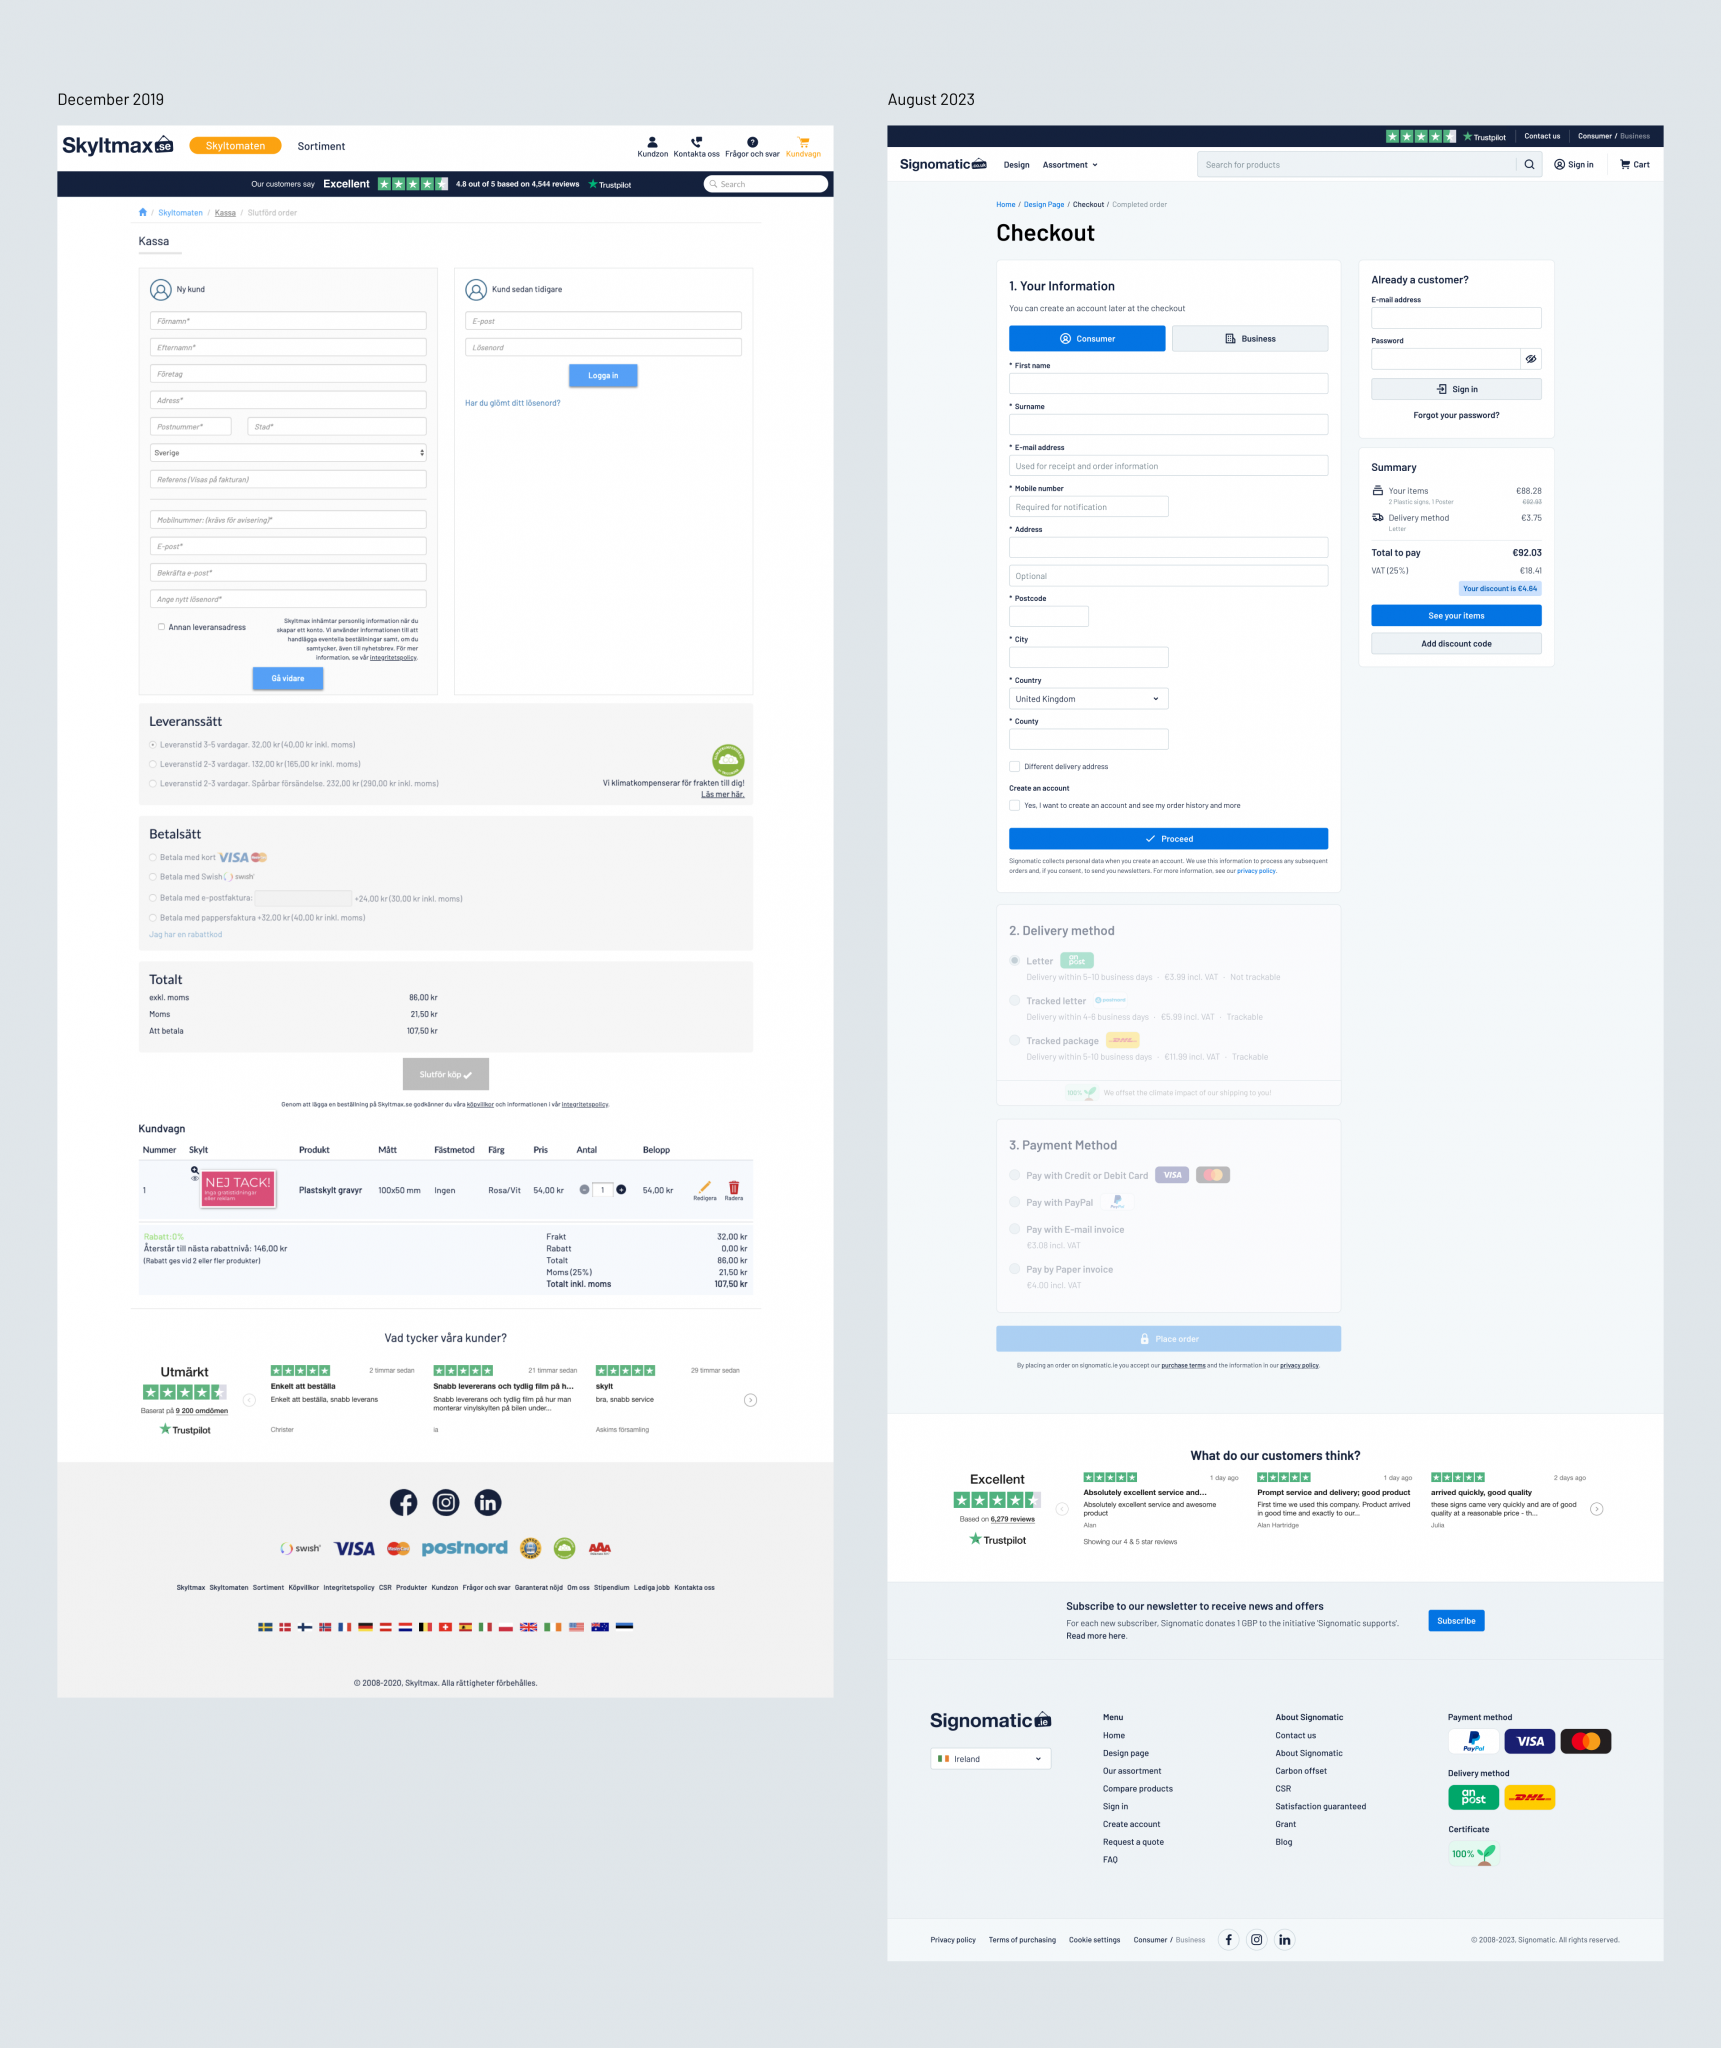 December 2019
Skyltmax.se
Skyltomaten
Sortiment
Kundzon
Kontakta oss
Frågor och svar
Kundvagn
Our customers say Excellent 4.8 out of 5 based on 4,544 reviews Trustpilot
Search
/ Skyltomaten / Kassa / Slutförd order
Kassa
Ny kund
Förnamn*
Efternamn*
Företag
Adress*
Postnummer*
Stad*
Sverige
Referens (Visas på fakturan)
Mobilnummer: (krävs för avisering)*
E-post*
Bekräfta e-post*
Ange nytt lösenord*
Annan leveransadress
Skyltmax inhämtar personlig information när du
skapar ett konto. Vi använder informationen till att
handlägga eventella beställningar samt, om du
samtycker, även till nyhetsbrev. För mer
information, se vår integritetspolicy.
Gå vidare
Kund sedan tidigare
E-post
Lösenord
Logga in
Har du glömt ditt lösenord?
Leveranssätt
Leveranstid 3-5 vardagar. 32,00 kr (40,00 kr inkl. moms)
Leveranstid 2-3 vardagar. 132,00 kr (165,00 kr inkl. moms)
Leveranstid 2-3 vardagar. Spårbar försändelse. 232,00 kr (290,00 kr inkl. moms)
Vi klimatkompenserar för frakten till dig!
Läs mer här.
Betalsätt
Betala med kort VISA
Betala med Swish swish
Betala med e-postfaktura: +24,00 kr (30,00 kr inkl. moms)
Betala med pappersfaktura +32,00 kr (40,00 kr inkl. moms)
Jag har en rabattkod
Totalt
exkl. moms 86,00 kr
Moms 21,50 kr
Att betala 107,50 kr
Slutför köp
Genom att lägga en beställning på Skyltmax.se godkänner du våra köpvillkor och informationen i vår integritetspolicy.
Kundvagn
Nummer Skylt Produkt Mått Fästmetod Färg Pris Antal Belopp
NEJ TACK!
Inga gratistidningar
eller reklam
1 Plastskylt gravyr 100x50 mm Ingen Rosa/Vit 54,00 kr 1 54,00 kr
Redigera
Radera
Rabatt:0%
Återstår till nästa rabattnivå: 146,00 kr
(Rabatt ges vid 2 eller fler produkter)
Frakt 32,00 kr
Rabatt 0,00 kr
Totalt 86,00 kr
Moms (25%) 21,50 kr
Totalt inkl. moms 107,50 kr
Vad tycker våra kunder?
Utmärkt
Baserat på 9 200 omdömen
Trustpilot
2 timmar sedan
Enkelt att beställa
Enkelt att beställa, snabb leverans
Christer
21 timmar sedan
Snabb levererans och tydlig film på h...
Snabb levererans och tydlig film på hur man
monterar vinylskylten på bilen under...
ia
29 timmar sedan
skylt
bra, snabb service
Askims församling
swish VISA postnord AAA
Skyltmax Skyltomaten Sortiment Köpvillkor Integritetspolicy CSR Produkter Kundzon Frågor och svar Garanterat nöjd Om oss Stipendium Lediga jobb Kontakta oss
© 2008-2020, Skyltmax. Alla rättigheter förbehålles.
August 2023
Trustpilot
Contact us
Consumer / Business
Signomatic
Design
Assortment
Search for products
Sign in
Cart
Home / Design Page / Checkout / Completed order
Checkout
1. Your Information
You can create an account later at the checkout
Consumer
Business
* First name
* Surname
* E-mail address
Used for receipt and order information
* Mobile number
Required for notification
* Address
Optional
* Postcode
* City
* Country
United Kingdom
* County
Different delivery address
Create an account
Yes, I want to create an account and see my order history and more
Proceed
Signomatic collects personal data when you create an account. We use this information to process any subsequent
orders and, if you consent, to send you newsletters. For more information, see our privacy policy.
Already a customer?
E-mail address
Password
Sign in
Forgot your password?
Summary
Your items €88.28
2 Plastic signs, 1 Poster €92.93
Delivery method €3.75
Letter
Total to pay €92.03
VAT (25%) €18.41
Your discount is €4.64
See your items
Add discount code
2. Delivery method
Letter an post
Delivery within 5-10 business days · €3.99 incl. VAT · Not trackable
Tracked letter postnord
Delivery within 4-6 business days · €5.99 incl. VAT · Trackable
Tracked package DHL
Delivery within 5-10 business days · €11.99 incl. VAT · Trackable
100% We offset the climate impact of our shipping to you!
3. Payment Method
Pay with Credit or Debit Card VISA
Pay with PayPal PayPal
Pay with E-mail invoice
€3.08 incl. VAT
Pay by Paper invoice
€4.00 incl. VAT
Place order
By placing an order on signomatic.ie you accept our purchase terms and the information in our privacy policy.
What do our customers think?
Excellent
Based on 6,279 reviews
Trustpilot
1 day ago
Absolutely excellent service and...
Absolutely excellent service and awesome
product
Alan
1 day ago
Prompt service and delivery; good product
First time we used this company. Product arrived
in good time and exactly to our...
Alan Hartridge
2 days ago
arrived quickly, good quality
these signs came very quickly and are of good
quality at a reasonable price - th...
Julia
Showing our 4 & 5 star reviews
Subscribe to our newsletter to receive news and offers
For each new subscriber, Signomatic donates 1 GBP to the initiative 'Signomatic supports'.
Read more here.
Subscribe
Signomatic.ie
Ireland
Menu
Home
Design page
Our assortment
Compare products
Sign in
Create account
Request a quote
FAQ
About Signomatic
Contact us
About Signomatic
Carbon offset
CSR
Satisfaction guaranteed
Grant
Blog
Payment method
PayPal VISA
Delivery method
an post DHL
Certificate
100%
Privacy policy
Terms of purchasing
Cookie settings
Consumer / Business
© 2008-2023, Signomatic. All rights reserved.